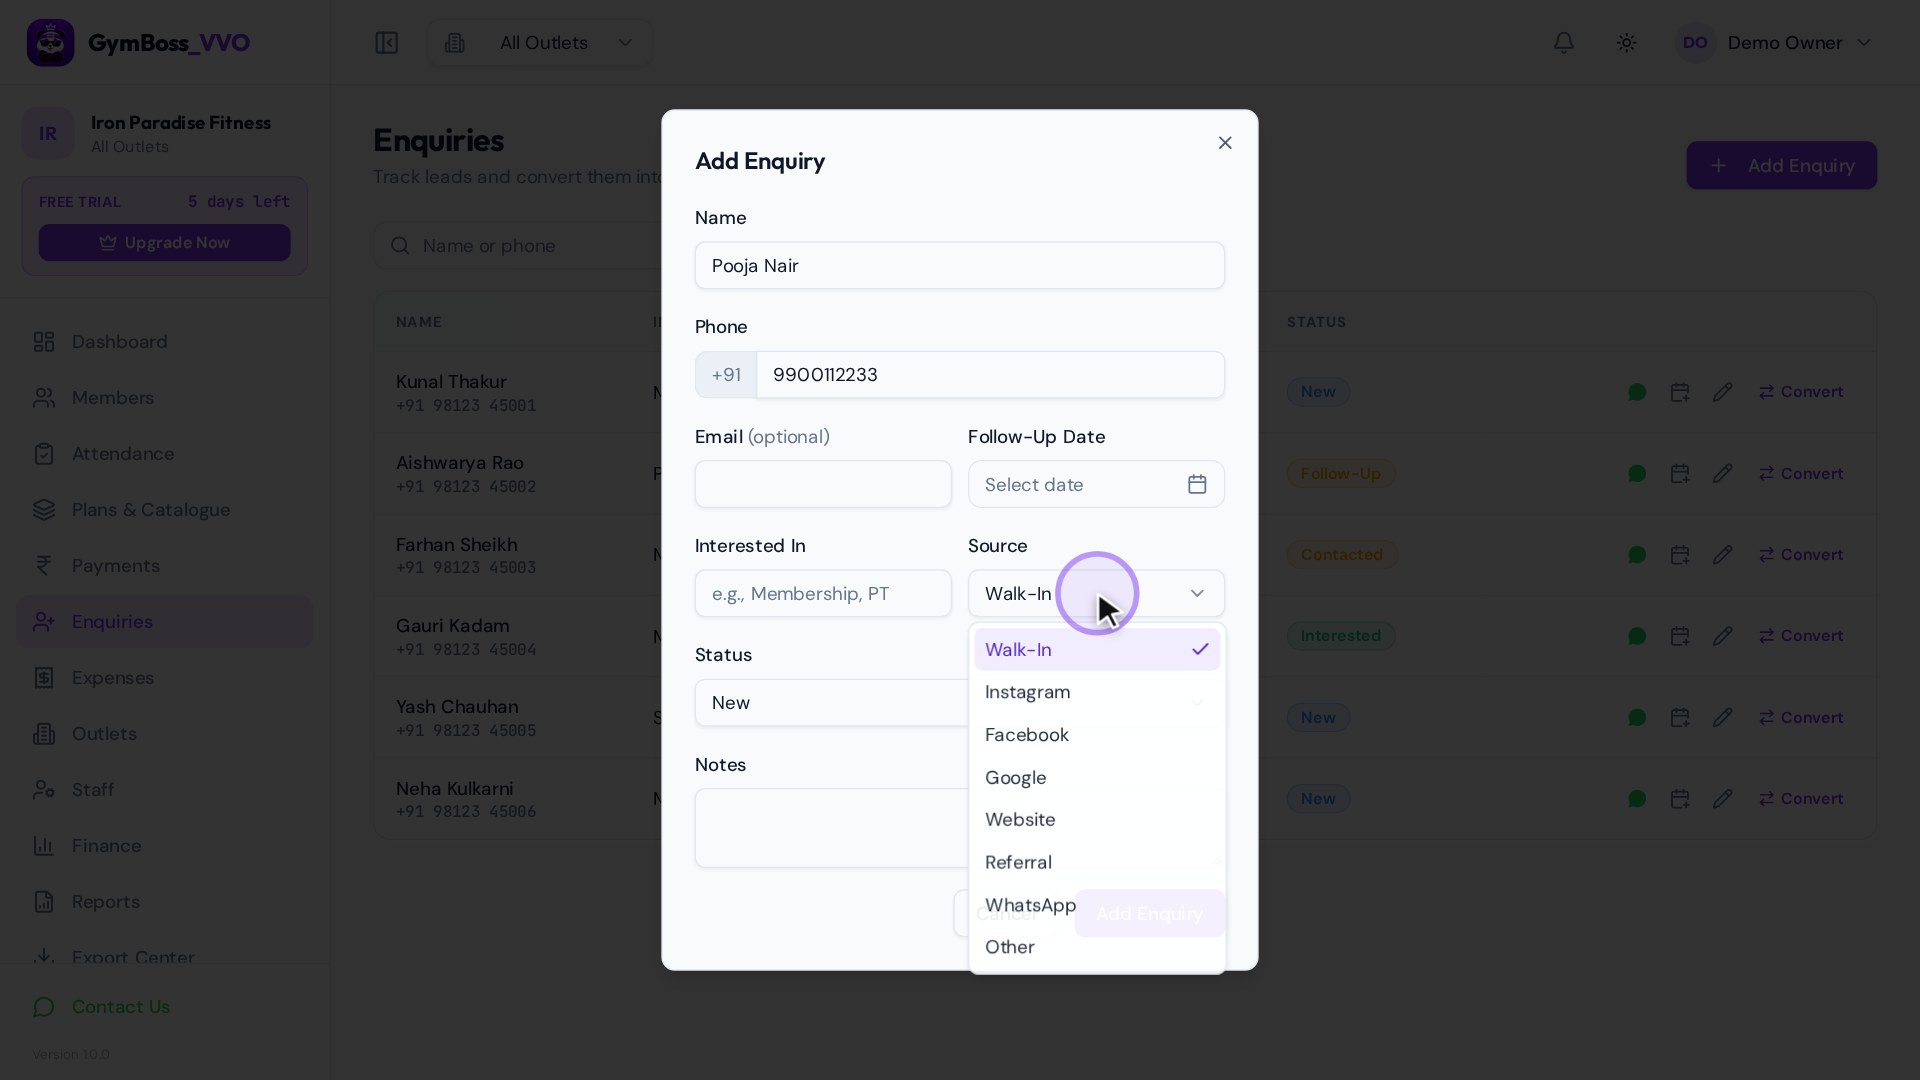 GymBoss_VVO
All Outlets
DO Demo Owner
IR
Iron Paradise Fitness
All Outlets
FREE TRIAL 5 days left
Upgrade Now
Dashboard
Members
Attendance
Plans & Catalogue
Payments
Enquiries
Expenses
Outlets
Staff
Finance
Reports
Export Center
Contact Us
Version 1.0.0
Enquiries
Track leads and convert them
Add Enquiry
Name or phone
NAME STATUS
Kunal Thakur
+91 98123 45001
New Convert
Aishwarya Rao
+91 98123 45002
Follow-Up Convert
Farhan Sheikh
+91 98123 45003
Contacted Convert
Gauri Kadam
+91 98123 45004
Interested Convert
Yash Chauhan
+91 98123 45005
New Convert
Neha Kulkarni
+91 98123 45006
New Convert
Add Enquiry
Name
Pooja Nair
Phone
+91 9900112233
Email (optional) Follow-Up Date
Select date
Interested In Source
e.g., Membership, PT Walk-In
Status
New
Notes
Walk-In
Instagram
Facebook
Google
Website
Referral
WhatsApp
Other
Add Enquiry